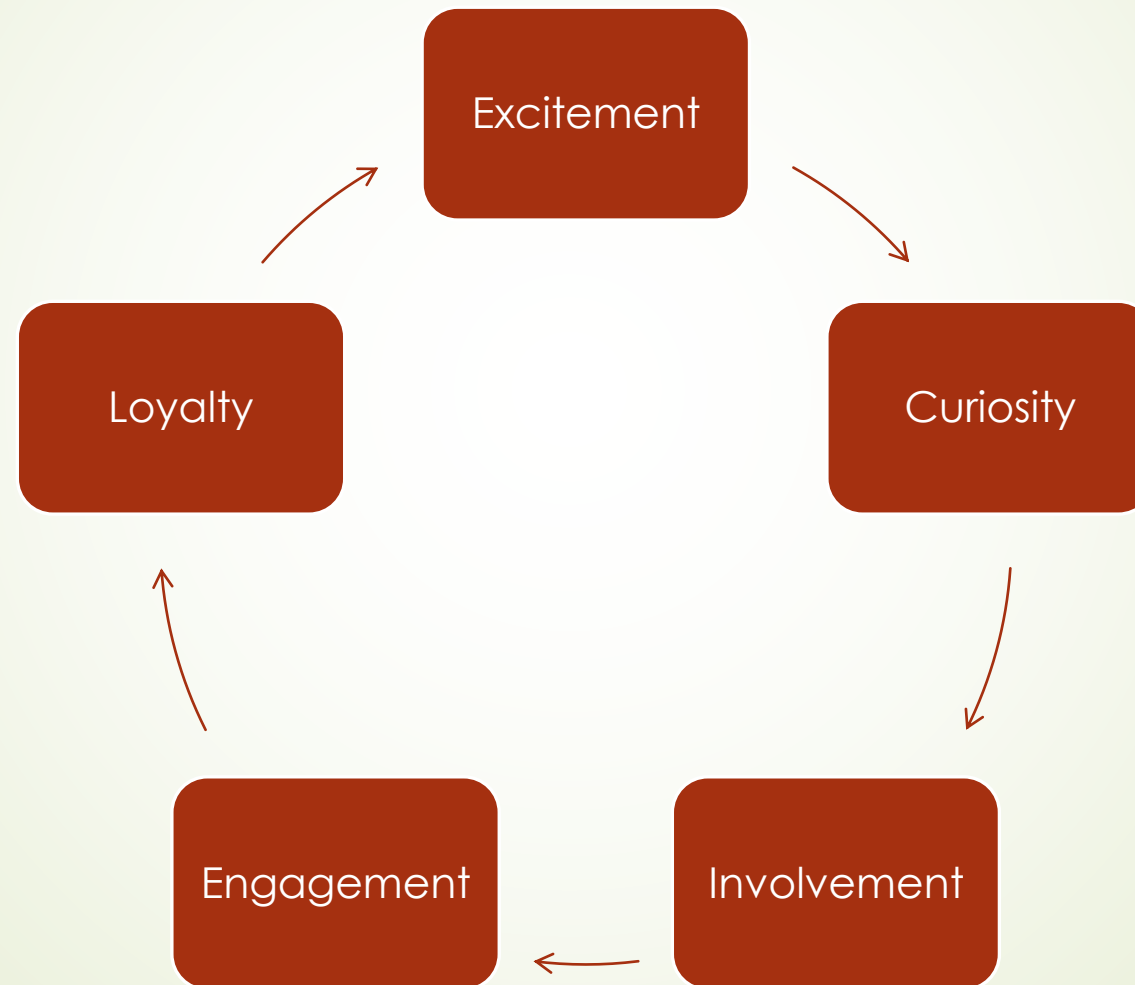 Excitement
Curiosity
Involvement
Engagement
Loyalty